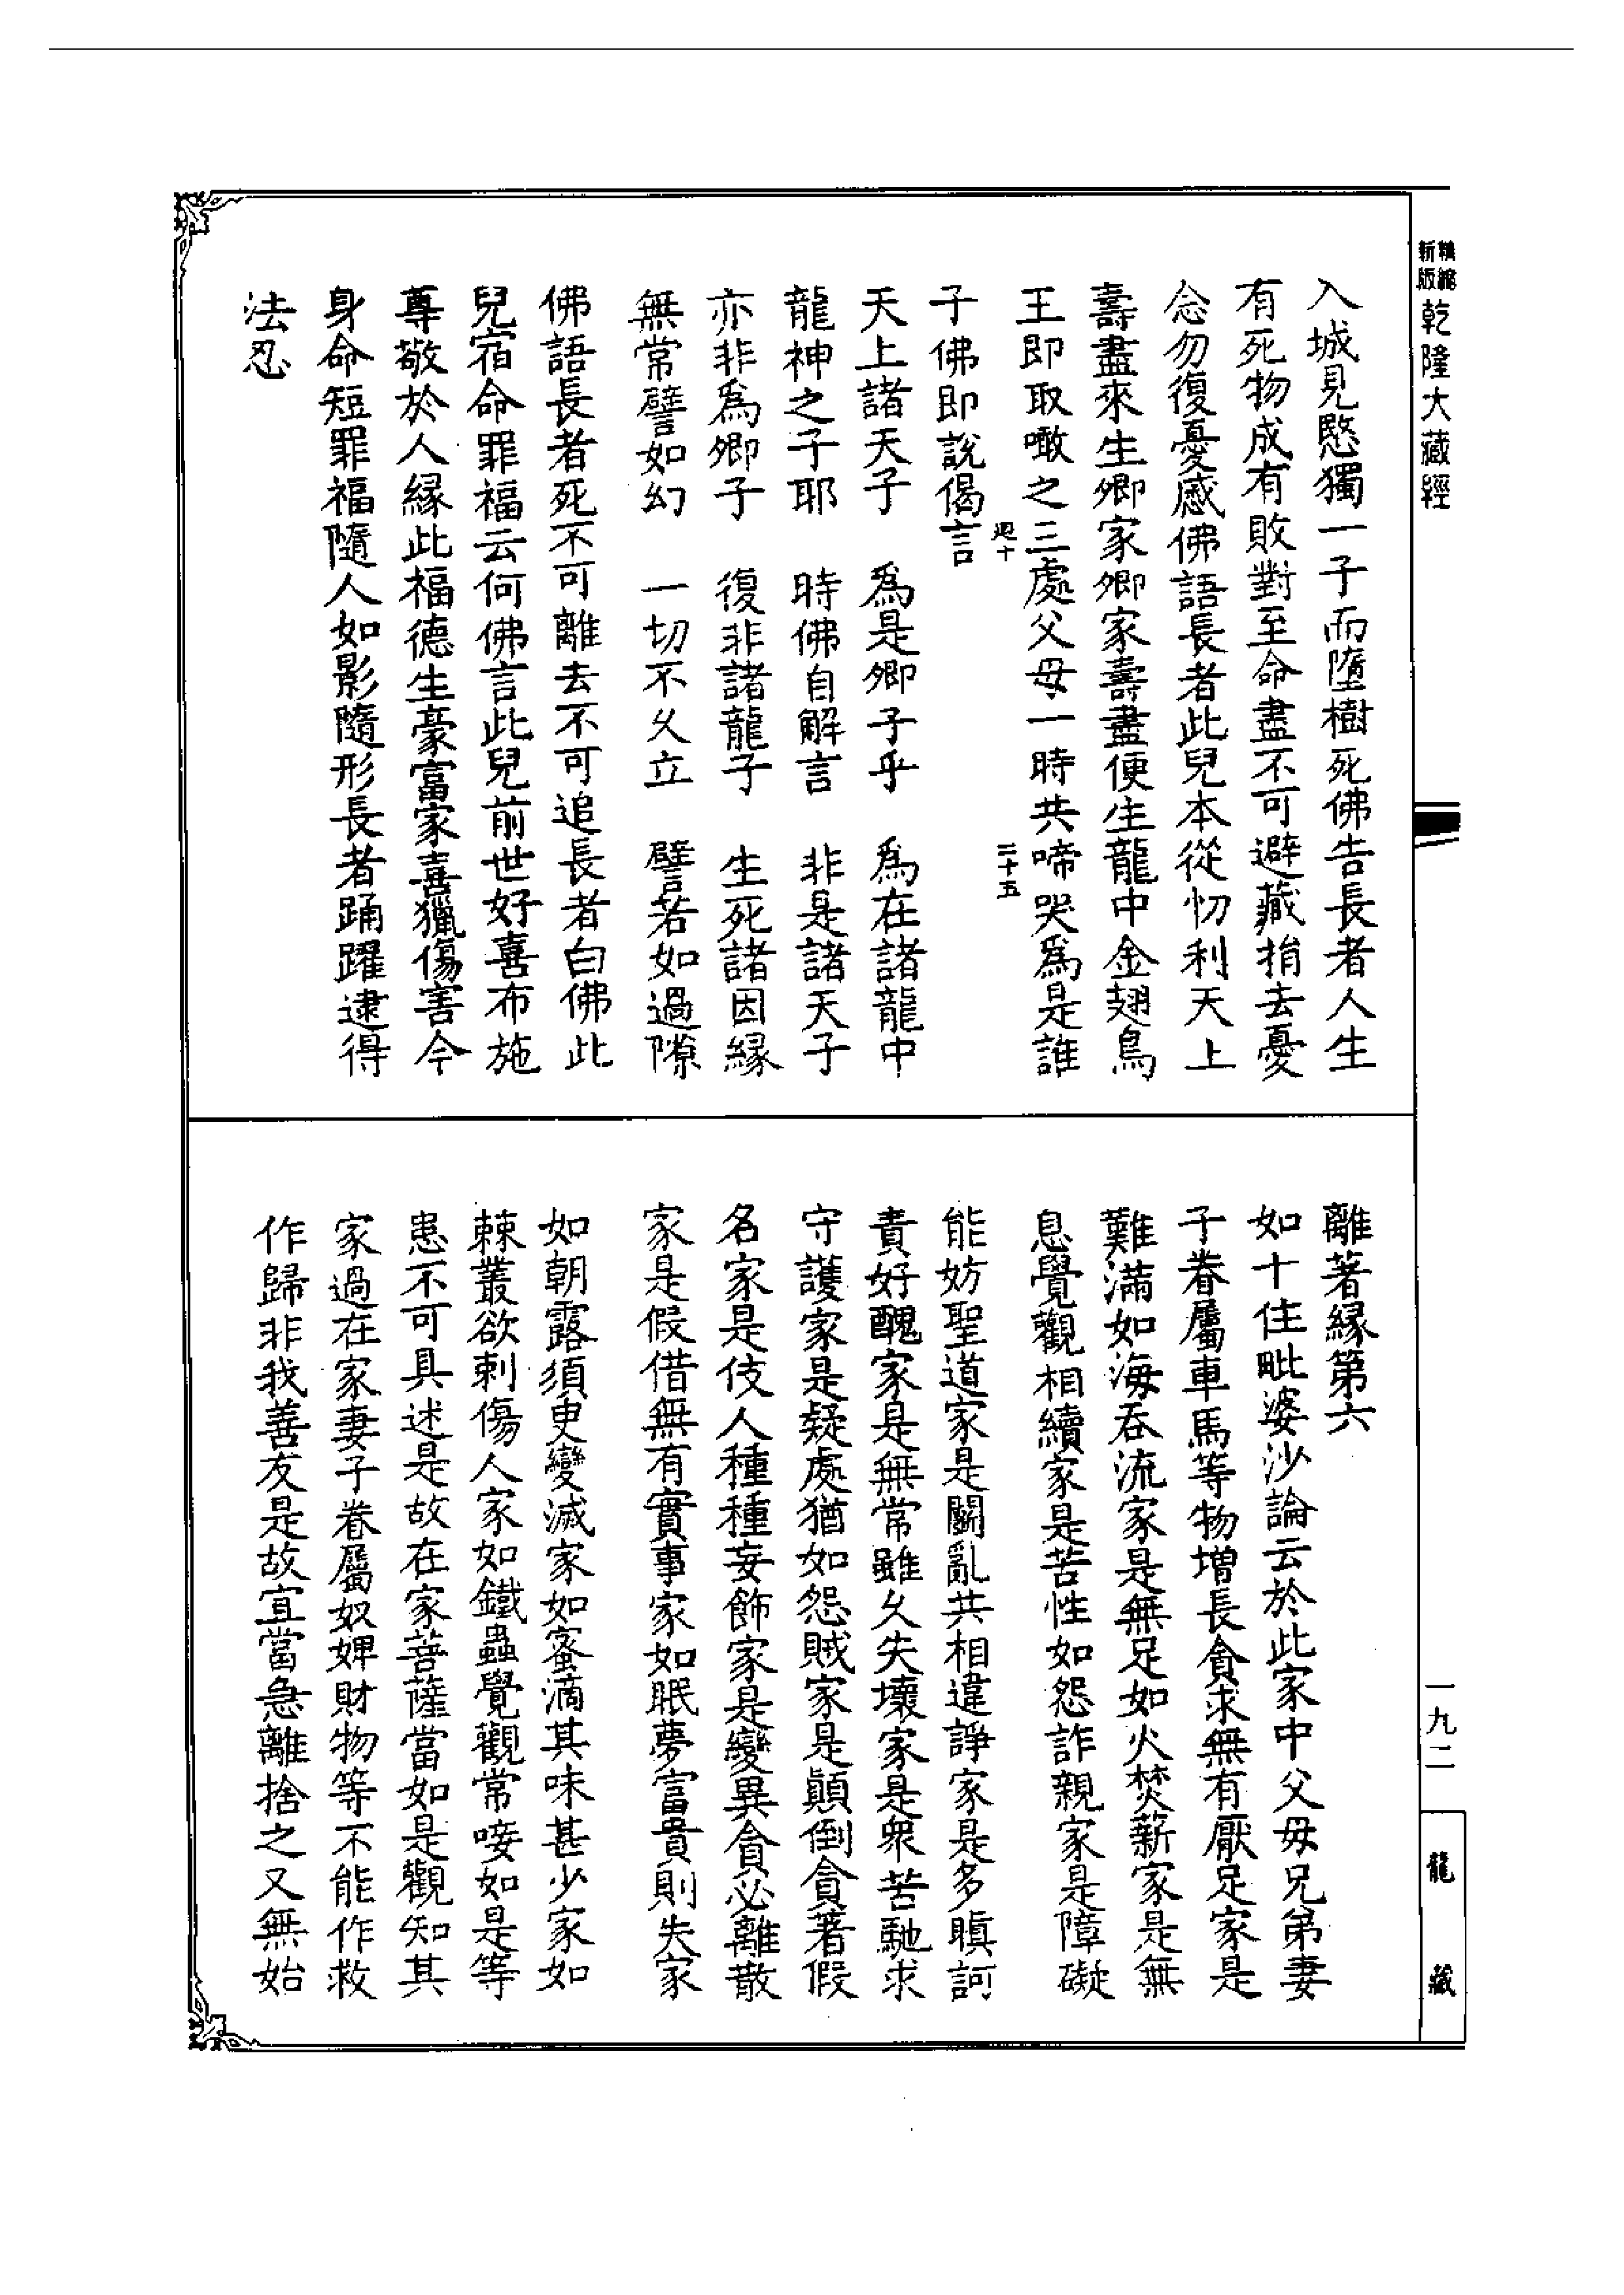 精縮
新版
乾隆大藏經
入城見愍獨一子而墮樹死佛告長者人生
有死物成有敗對至命盡不可避藏捐去憂
念勿復憂慼佛語長者此兒本從忉利天上
壽盡來生卿家卿家壽盡便生龍中金翅鳥
王即取噉之三處父母一時共啼哭為是誰
迴十
二十五
子佛即說偈言
天上諸天子　為是卿子乎　為在諸龍中
龍神之子耶　時佛自解言　非是諸天子
亦非為卿子　復非諸龍子　生死諸因緣
無常譬如幻　一切不久立　譬若如過隙
佛語長者死不可離去不可追長者白佛此
兒宿命罪福云何佛言此兒前世好喜布施
尊敬於人緣此福德生豪富家喜獵傷害今
身命短罪福隨人如影隨形長者踊躍逮得
法忍
離著緣第六
如十住毗婆沙論云於此家中父母兄弟妻
子眷屬車馬等物增長貪求無有厭足家是
難滿如海吞流家是無足如火焚薪家是無
息覺觀相續家是苦性如怨詐親家是障礙
能妨聖道家是鬭亂共相違諍家是多瞋訶
責好醜家是無常雖久失壞家是衆苦馳求
守護家是疑處猶如怨賊家是顛倒貪著假
名家是伎人種種妄飾家是變異貪必離散
家是假借無有實事家如眠夢富貴則失家
如朝露須臾變滅家如蜜滴其味甚少家如
棘叢欲刺傷人家如鐵蟲覺觀常唼如是等
患不可具述是故在家菩薩當如是觀知其
家過在家妻子眷屬奴婢財物等不能作救
作歸非我善友是故宜當急離捨之又無始
一九二
龍藏